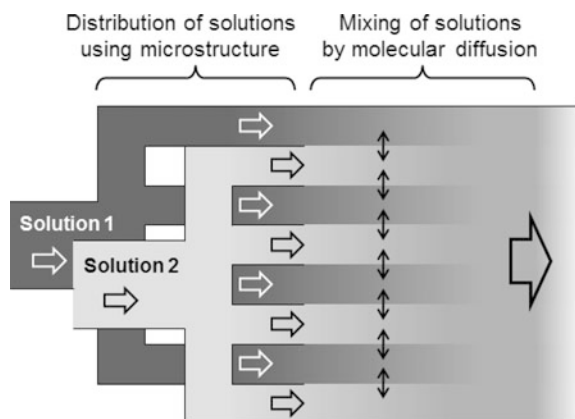 Distribution of solutions
using microstructure
Mixing of solutions
by molecular diffusion
Solution 1
Solution 2